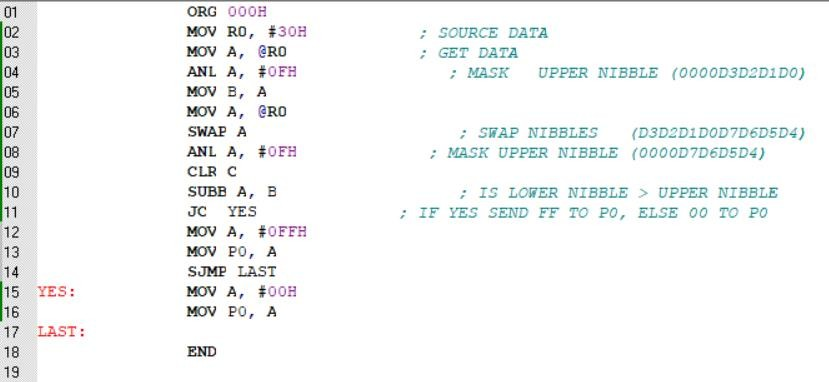 01 ORG 000H
02 MOV R0, #30H ; SOURCE DATA
03 MOV A, @R0 ; GET DATA
04 ANL A, #0FH ; MASK UPPER NIBBLE (0000D3D2D1D0)
05 MOV B, A
06 MOV A, @R0
07 SWAP A ; SWAP NIBBLES (D3D2D1D0D7D6D5D4)
08 ANL A, #0FH ; MASK UPPER NIBBLE (0000D7D6D5D4)
09 CLR C
10 SUBB A, B ; IS LOWER NIBBLE > UPPER NIBBLE
11 JC YES ; IF YES SEND FF TO P0, ELSE 00 TO P0
12 MOV A, #0FFH
13 MOV P0, A
14 SJMP LAST
15 YES: MOV A, #00H
16 MOV P0, A
17 LAST:
18 END
19